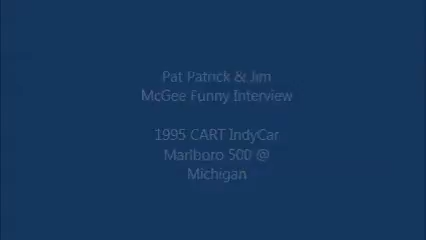 Pat Patrick & Jim
McGee Funny Interview
1995 CART IndyCar
Marlboro 500 @
Michigan